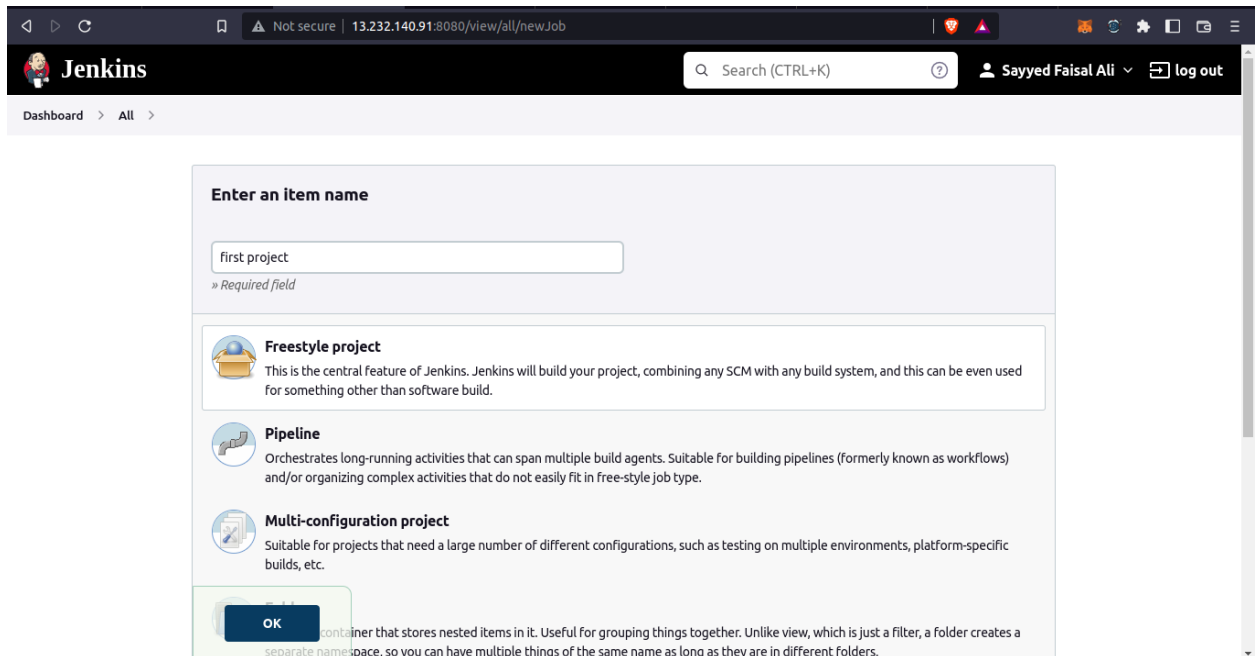 Not secure | 13.232.140.91:8080/view/all/newJob
Jenkins
Search (CTRL+K)
Sayyed Faisal Ali
log out
Dashboard > All >
Enter an item name
first project
» Required field
Freestyle project
This is the central feature of Jenkins. Jenkins will build your project, combining any SCM with any build system, and this can be even used
for something other than software build.
Pipeline
Orchestrates long-running activities that can span multiple build agents. Suitable for building pipelines (formerly known as workflows)
and/or organizing complex activities that do not easily fit in free-style job type.
Multi-configuration project
Suitable for projects that need a large number of different configurations, such as testing on multiple environments, platform-specific
builds, etc.
OK
container that stores nested items in it. Useful for grouping things together. Unlike view, which is just a filter, a folder creates a
separate namespace, so you can have multiple things of the same name as long as they are in different folders.